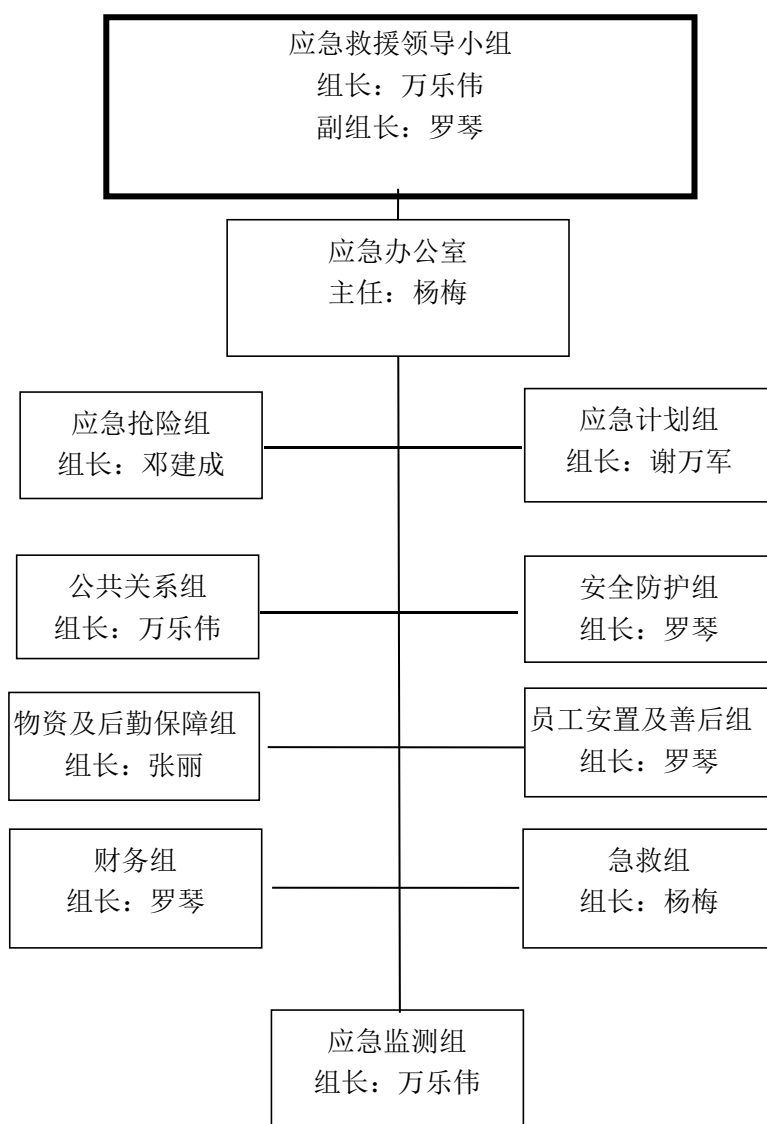 应急救援领导小组
组长：万乐伟
副组长：罗琴
应急办公室
主任：杨梅
应急抢险组
组长：邓建成
应急计划组
组长：谢万军
公共关系组
组长：万乐伟
安全防护组
组长：罗琴
物资及后勤保障组
组长：张丽
员工安置及善后组
组长：罗琴
财务组
组长：罗琴
急救组
组长：杨梅
应急监测组
组长：万乐伟